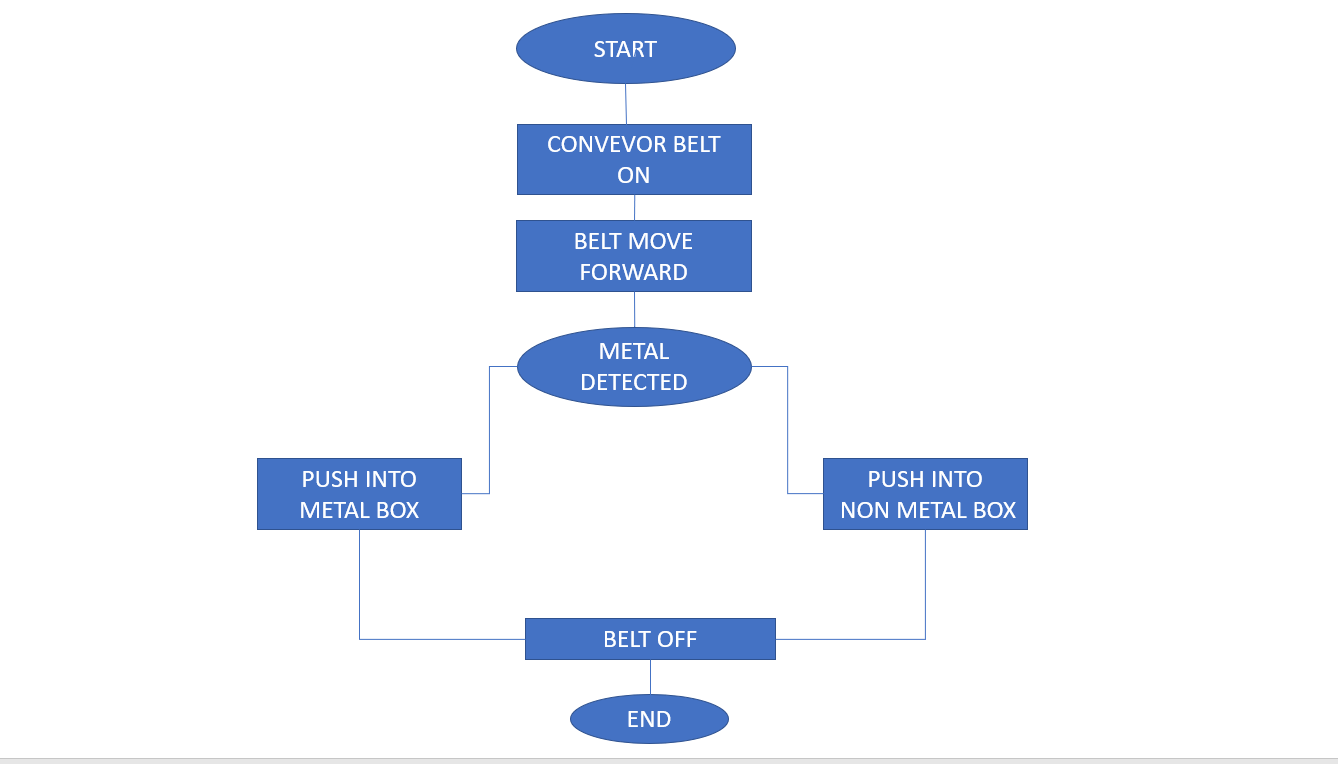 START
CONVEVOR BELT
ON
BELT MOVE
FORWARD
METAL
DETECTED
PUSH INTO
METAL BOX
PUSH INTO
NON METAL BOX
BELT OFF
END